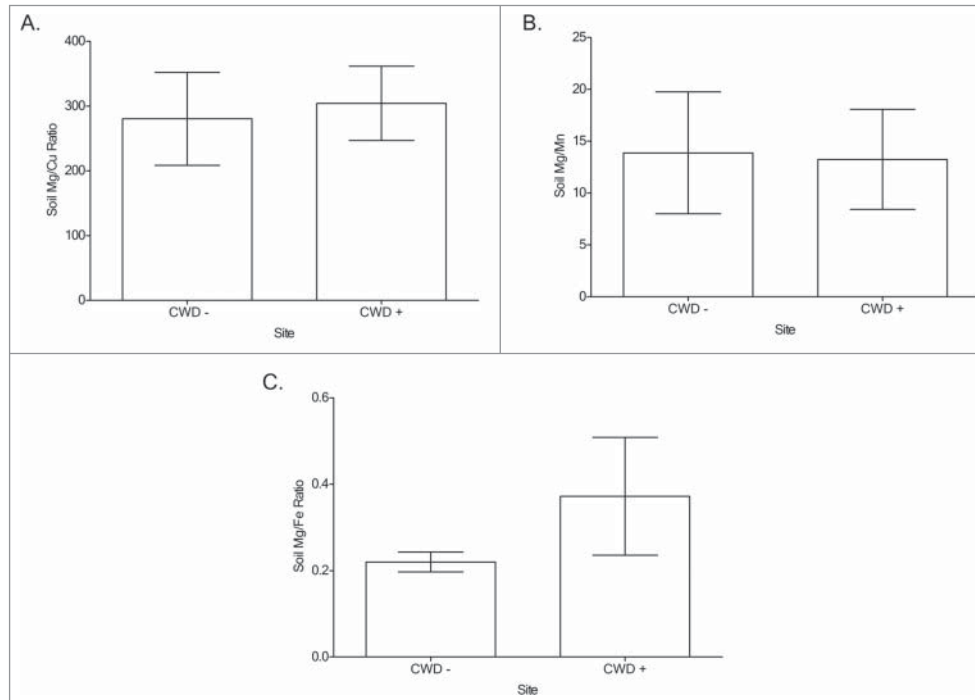 A.
Soil Mg/Cu Ratio
400
300
200
100
0
CWD -
CWD +
Site
B.
Soil Mg/Mn
25
20
15
10
5
0
CWD -
CWD +
Site
C.
Soil Mg/Fe Ratio
0.6
0.4
0.2
0.0
CWD -
CWD +
Site